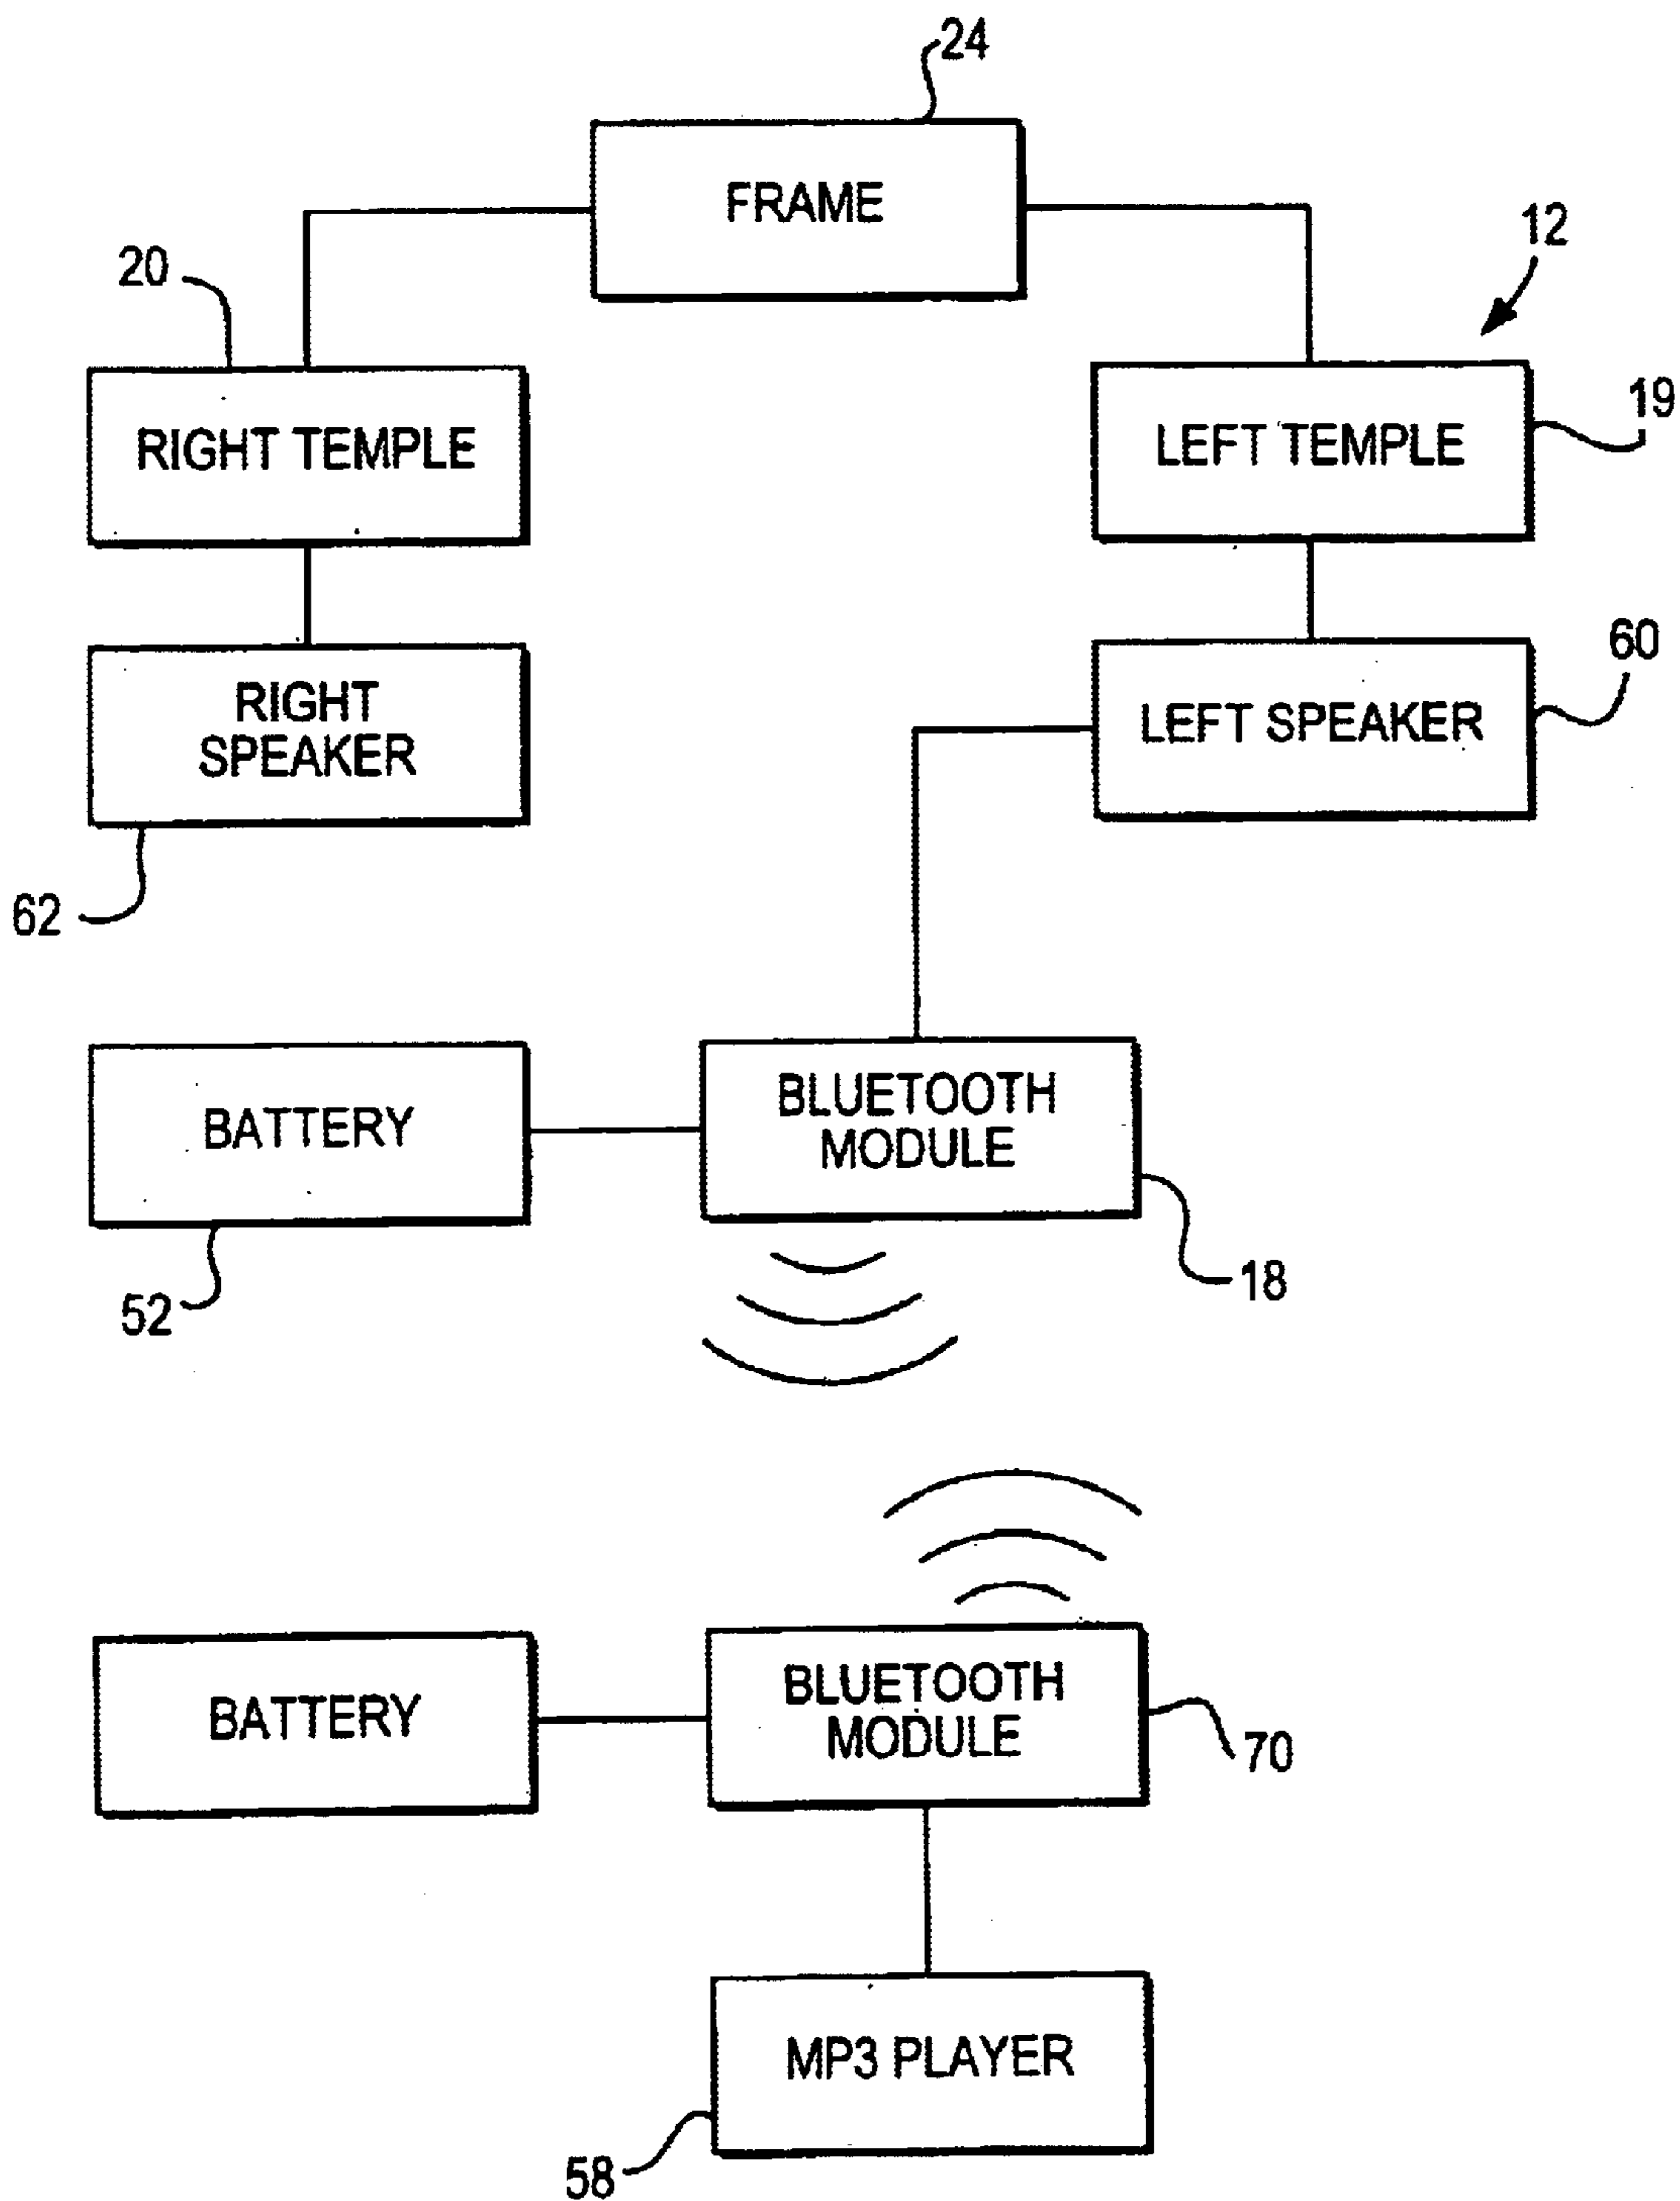 24
FRAME
12
20
RIGHT TEMPLE
LEFT TEMPLE
19
RIGHT
SPEAKER
LEFT SPEAKER
60
62
BATTERY
BLUETOOTH
MODULE
52
18
BATTERY
BLUETOOTH
MODULE
70
MP3 PLAYER
58